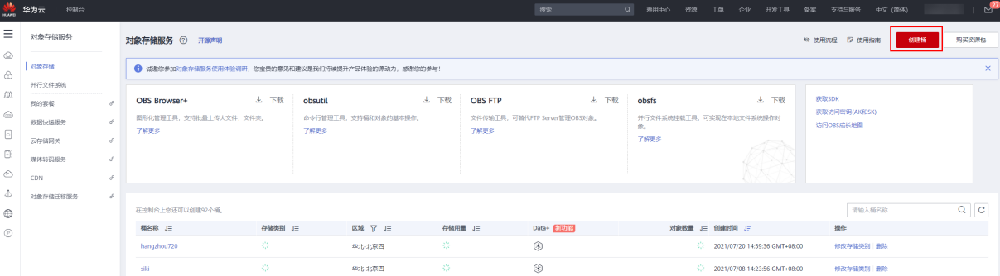 HUAWEI 华为云 控制台 搜索 费用中心 资源 工单 企业 开发工具 备案 支持与服务 中文 (简体) 27
对象存储服务
对象存储
并行文件系统
我的套餐
数据快递服务
云存储网关
媒体转码服务
CDN
对象存储迁移服务
对象存储服务 开源声明 使用流程 使用指南 创建桶 购买资源包
诚邀您参加对象存储服务使用体验调研，您宝贵的意见和建议是我们持续提升产品体验的源动力，感谢您的参与！
OBS Browser+ 下载
图形化管理工具，支持批量上传大文件，文件夹。
了解更多
obsutil 下载
命令行管理工具，支持桶和对象的基本操作。
了解更多
OBS FTP 下载
文件传输工具，可替代FTP Server管理OBS对象。
了解更多
obsfs 下载
并行文件系统挂载工具，可实现在本地文件系统操作对
象。
了解更多
获取SDK
获取访问密钥(AK和SK)
访问OBS成长地图
在控制台上您还可以创建92个桶。
请输入桶名称
桶名称 存储类别 区域 存储用量 Data+ 新功能 对象数量 创建时间 操作
hangzhou720 华北-北京四 2021/07/20 14:59:36 GMT+08:00 修改存储类别 删除
siki 华北-北京四 2021/07/08 14:23:56 GMT+08:00 修改存储类别 删除